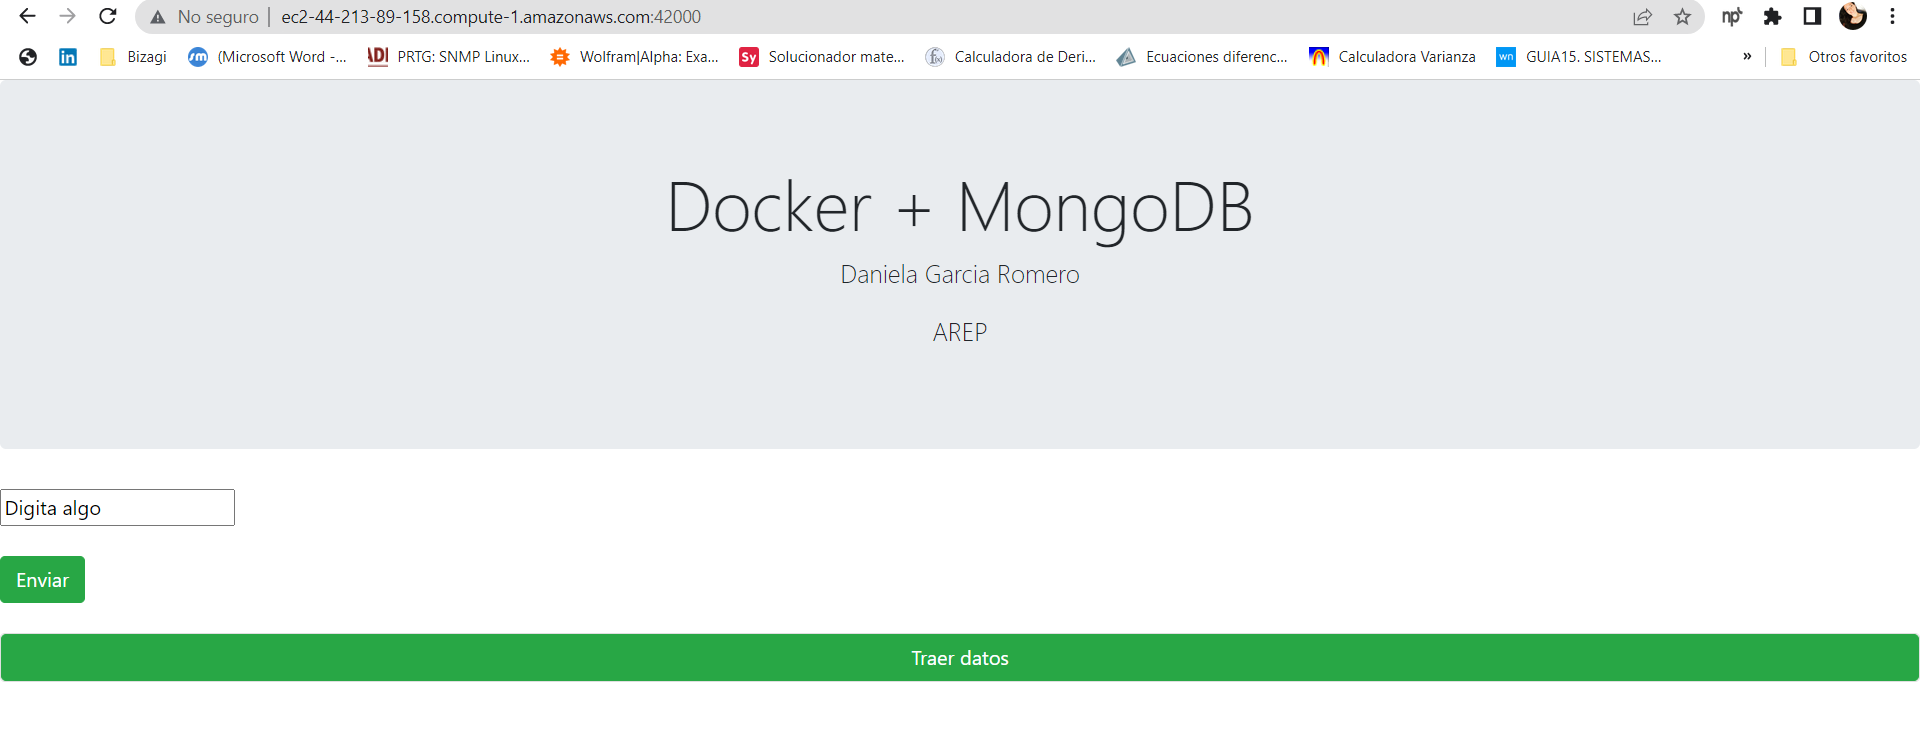 No seguro | ec2-44-213-89-158.compute-1.amazonaws.com:42000
Bizagi (Microsoft Word -... PRTG: SNMP Linux... Wolfram|Alpha: Exa... Sy Solucionador mate... f(x) Calculadora de Deri... Ecuaciones diferenc... Calculadora Varianza wn GUIA15. SISTEMAS... » Otros favoritos
Docker + MongoDB
Daniela Garcia Romero
AREP
Digita algo
Enviar
Traer datos